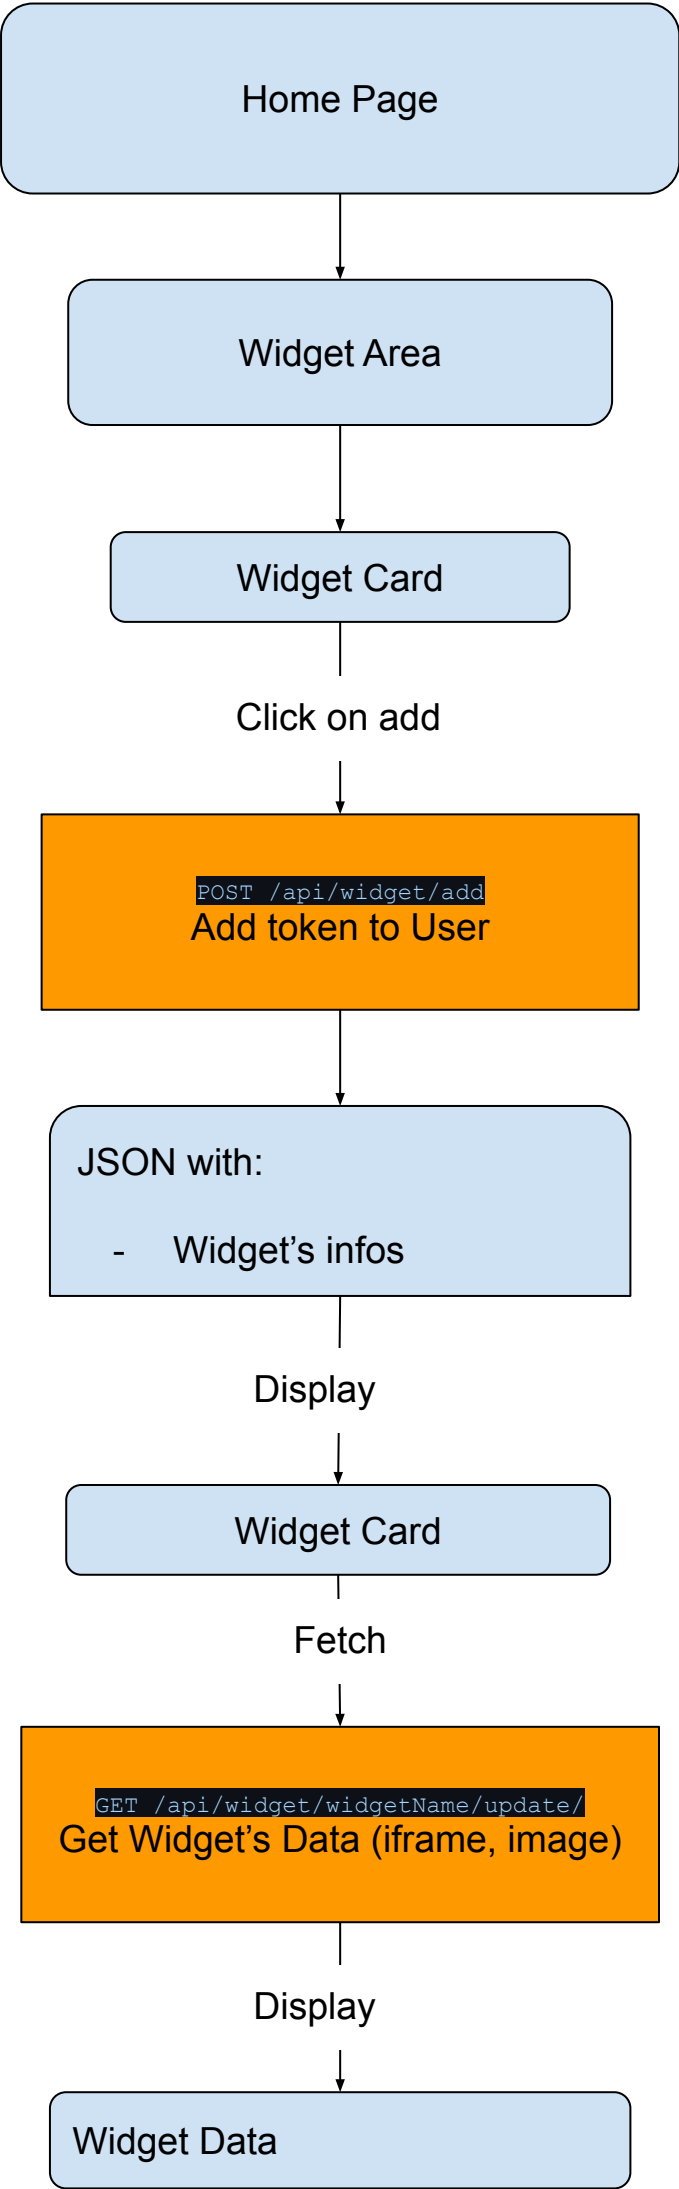 Home Page
Widget Area
Widget Card
Click on add
POST /api/widget/add
Add token to User
JSON with:
- Widget’s infos
Display
Widget Card
Fetch
GET /api/widget/widgetName/update/
Get Widget’s Data (iframe, image)
Display
Widget Data